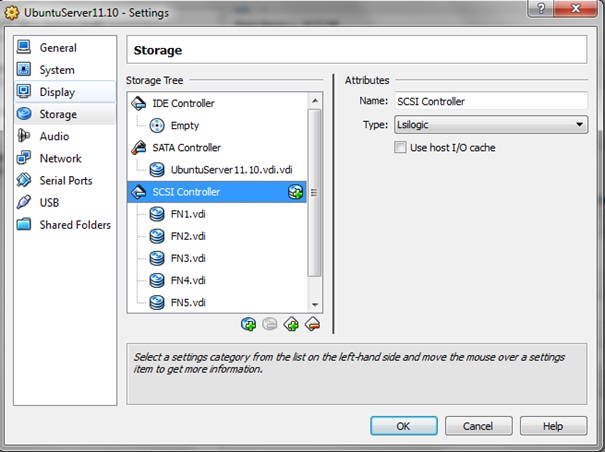 UbuntuServer11.10 - Settings
General
System
Display
Storage
Audio
Network
Serial Ports
USB
Shared Folders
Storage
Storage Tree
IDE Controller
Empty
SATA Controller
UbuntuServer11.10.vdi.vdi
SCSI Controller
FN1.vdi
FN2.vdi
FN3.vdi
FN4.vdi
FN5.vdi
Attributes
Name: SCSI Controller
Type: Lsilogic
Use host I/O cache
Select a settings category from the list on the left-hand side and move the mouse over a settings
item to get more information.
OK Cancel Help